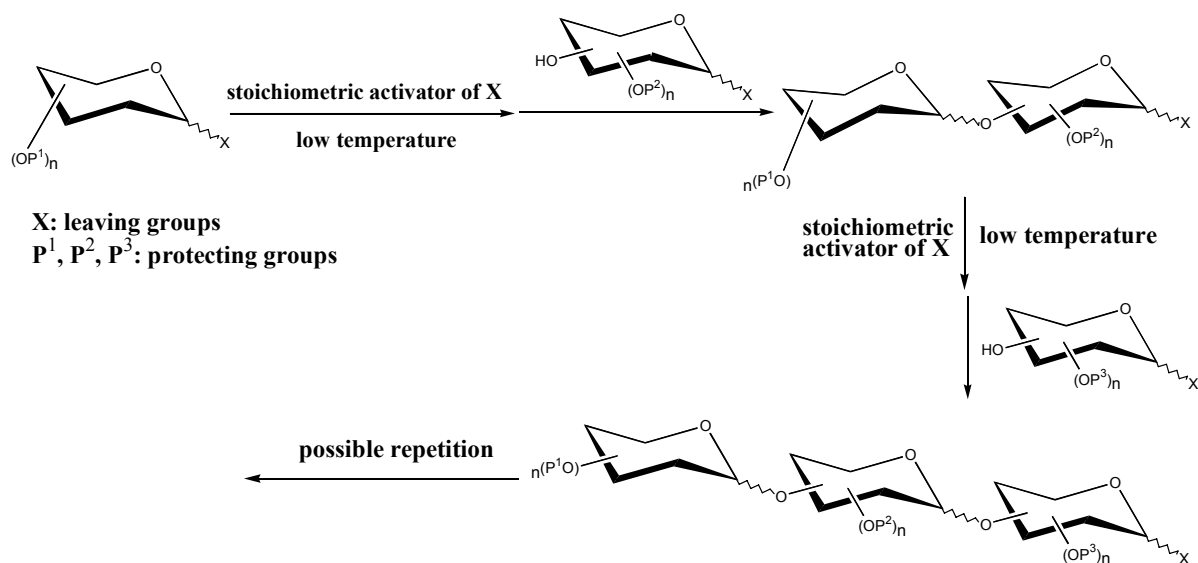 O
X
(OP¹)n
stoichiometric activator of X
low temperature
O
HO
(OP²)n
X
O
n(P¹O)
O
O
(OP²)n
X
X: leaving groups
P¹, P², P³: protecting groups
stoichiometric
activator of X
low temperature
O
HO
(OP³)n
X
possible repetition
O
n(P¹O)
O
O
(OP²)n
O
O
(OP³)n
X